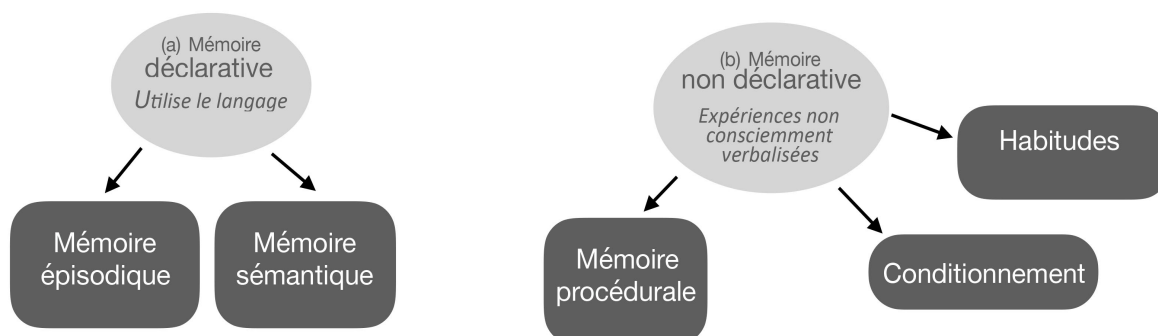 (a) Mémoire
déclarative
Utilise le langage
Mémoire
épisodique
Mémoire
sémantique
(b) Mémoire
non déclarative
Expériences non
consciemment
verbalisées
Habitudes
Mémoire
procédurale
Conditionnement